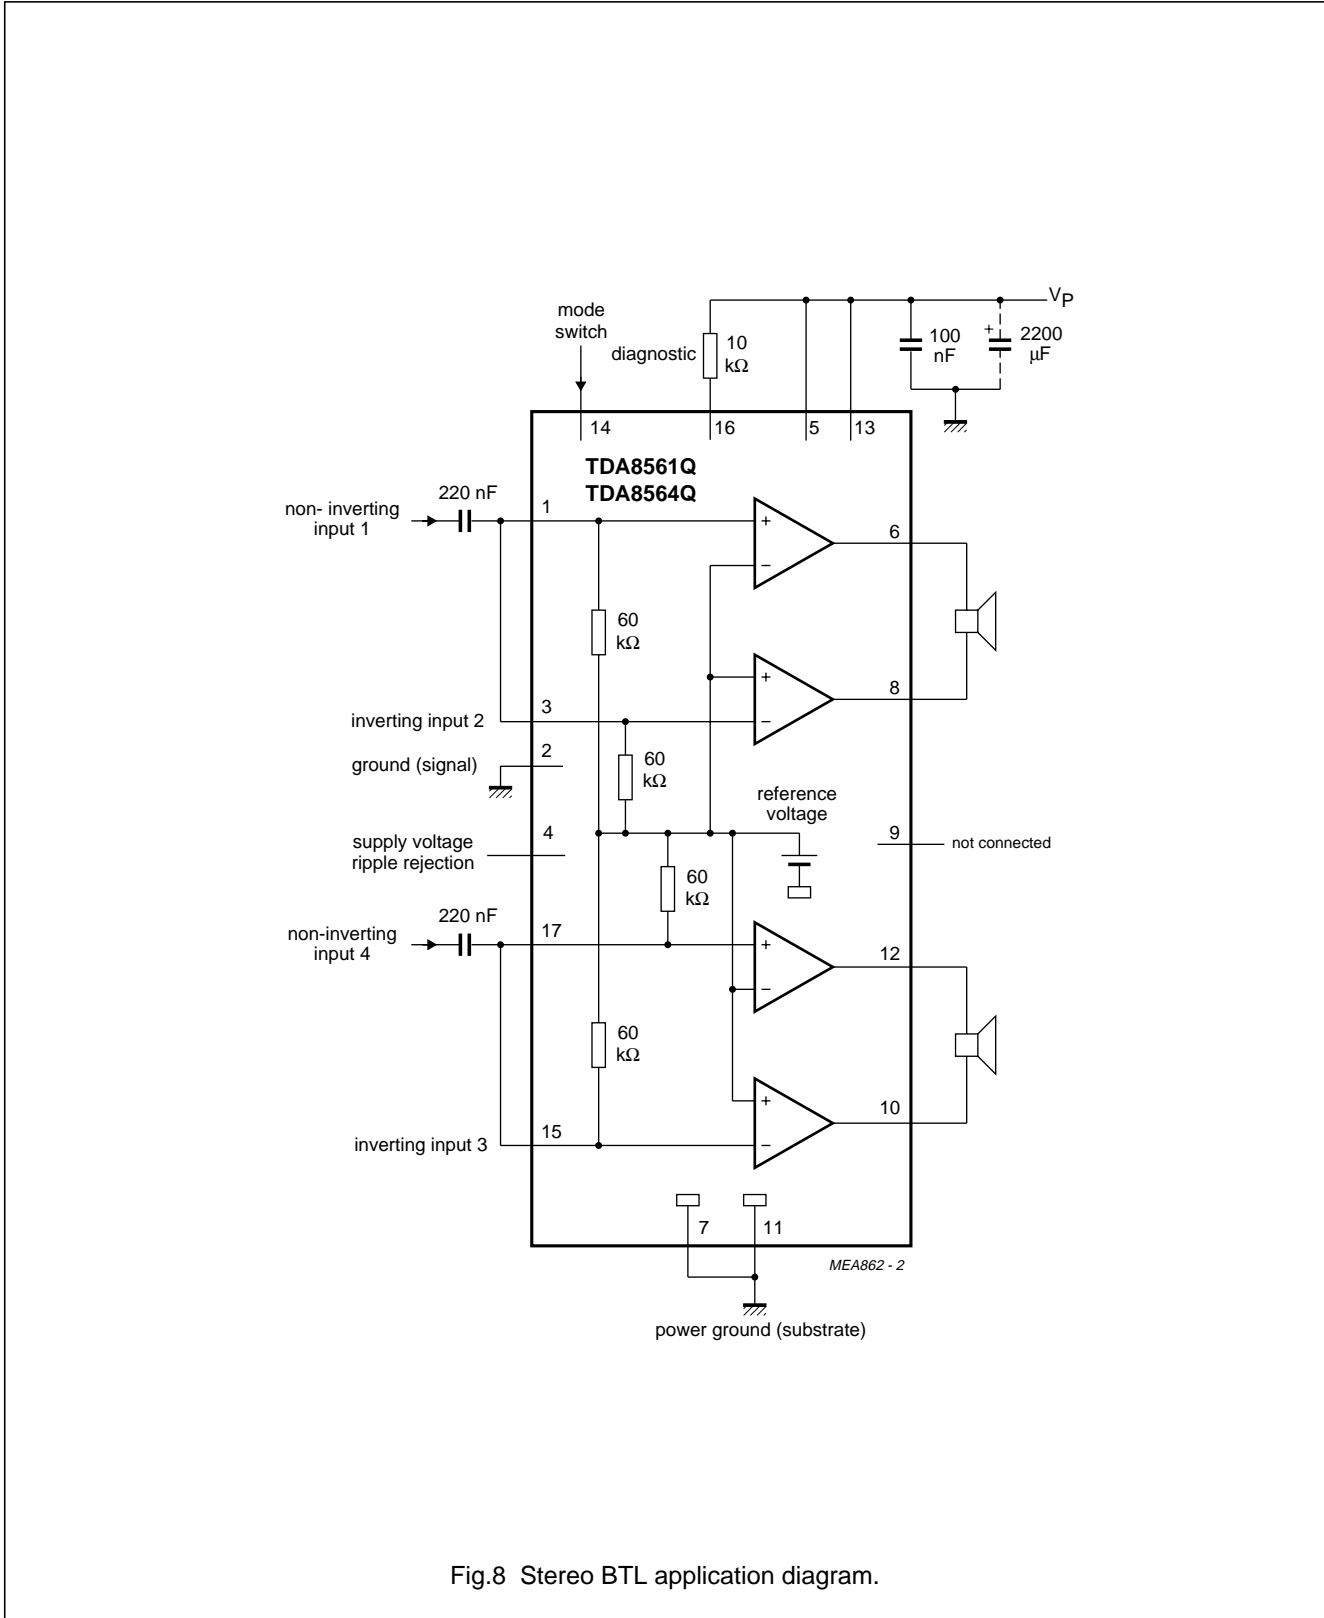 VP
mode
switch
diagnostic
10
kΩ
100
nF
+
2200
µF
14
16
5
13
TDA8561Q
TDA8564Q
220 nF
non- inverting
input 1
1
+
−
6
60
kΩ
+
−
8
inverting input 2
3
ground (signal)
2
60
kΩ
reference
voltage
supply voltage
ripple rejection
4
9
not connected
60
kΩ
220 nF
non-inverting
input 4
17
+
−
12
60
kΩ
+
−
10
inverting input 3
15
7
11
MEA862 - 2
power ground (substrate)
Fig.8 Stereo BTL application diagram.